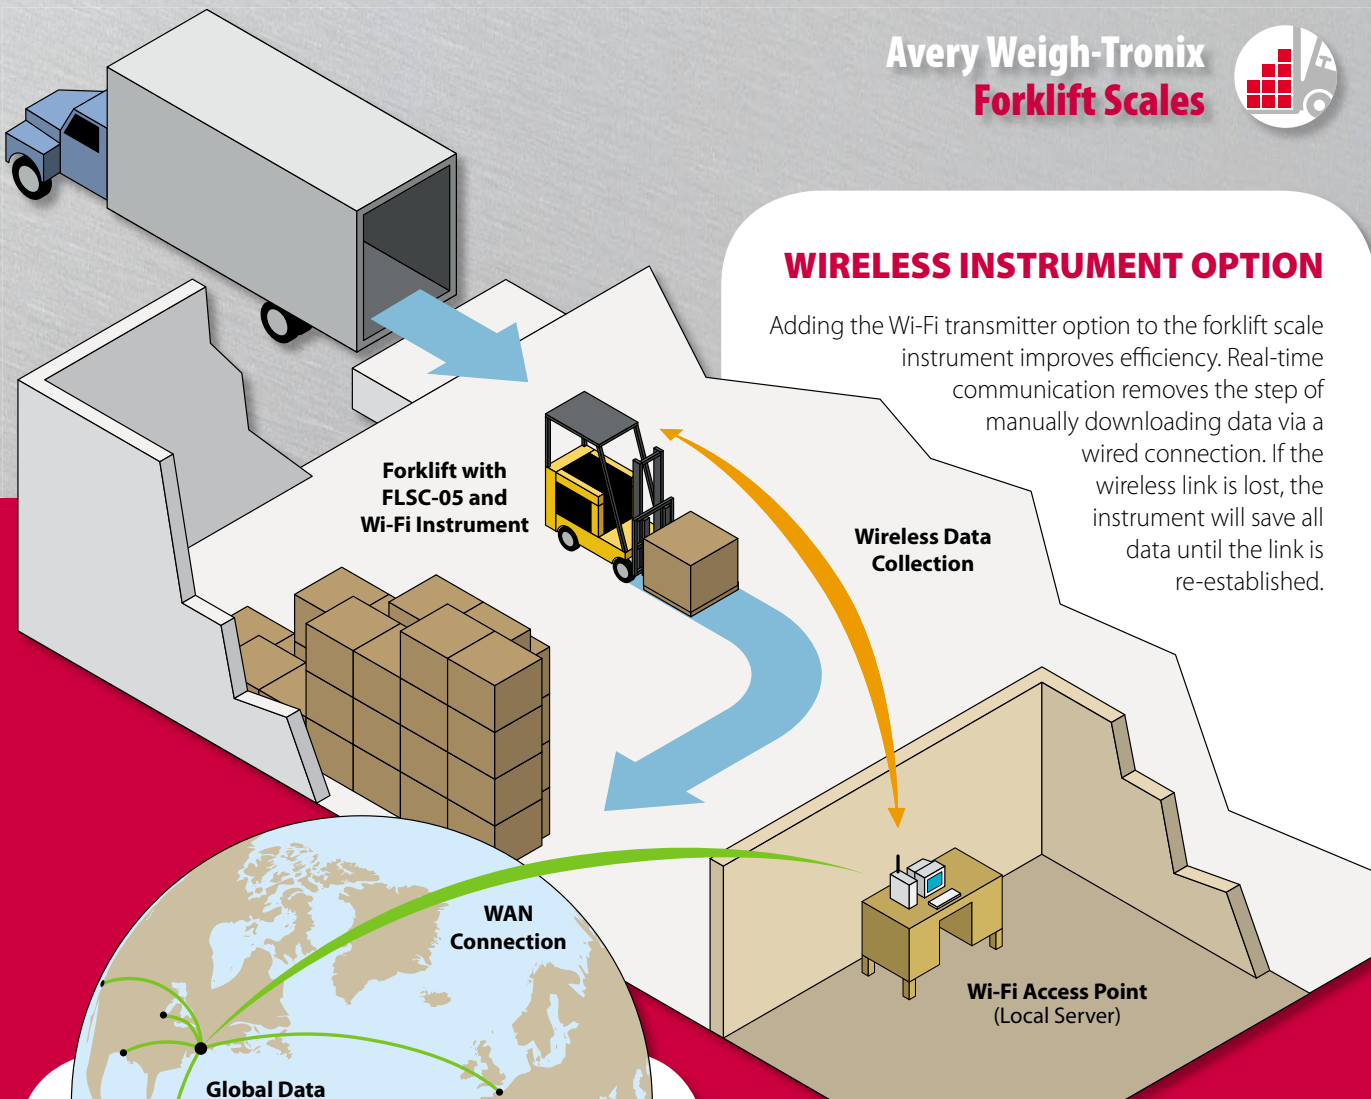 Avery Weigh-Tronix
Forklift Scales
WIRELESS INSTRUMENT OPTION
Adding the Wi-Fi transmitter option to the forklift scale
instrument improves efficiency. Real-time
communication removes the step of
manually downloading data via a
wired connection. If the
wireless link is lost, the
instrument will save all
data until the link is
re-established.
Forklift with
FLSC-05 and
Wi-Fi Instrument
Wireless Data
Collection
WAN
Connection
Wi-Fi Access Point
(Local Server)
Global Data